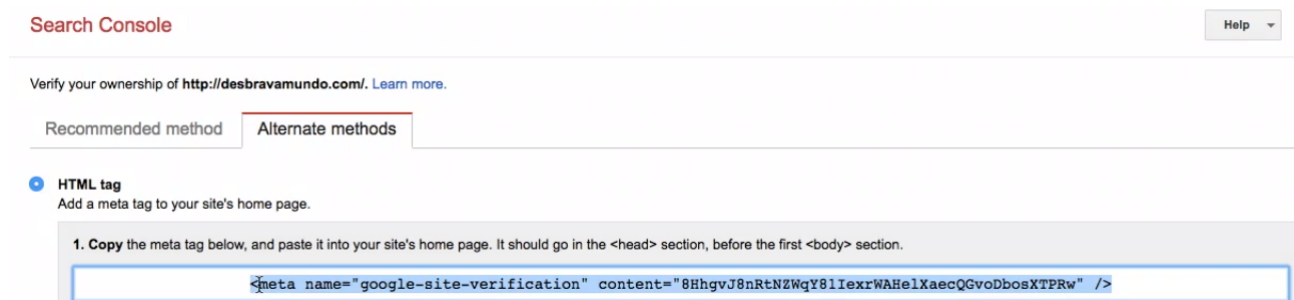 Search Console
Help
Verify your ownership of http://desbravamundo.com/. Learn more.
Recommended method
Alternate methods
HTML tag
Add a meta tag to your site's home page.
1. Copy the meta tag below, and paste it into your site's home page. It should go in the <head> section, before the first <body> section.
<meta name="google-site-verification" content="8HhgvJ8nRtNZWqY81IexrWAHelXaecQGvoDbosXTPRw" />